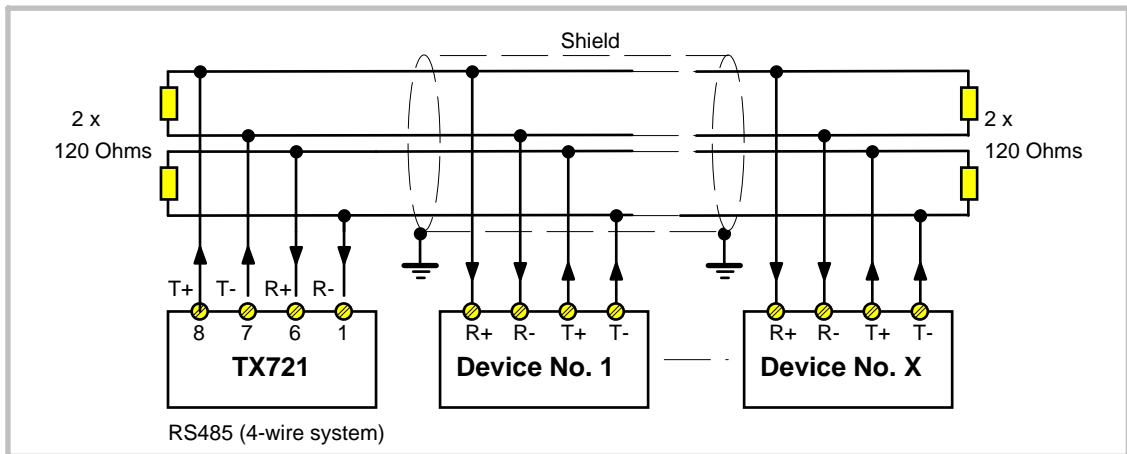 Shield
2 x
120 Ohms
2 x
120 Ohms
T+ T- R+ R-
8 7 6 1
TX721
R+ R- T+ T-
Device No. 1
R+ R- T+ T-
Device No. X
RS485 (4-wire system)